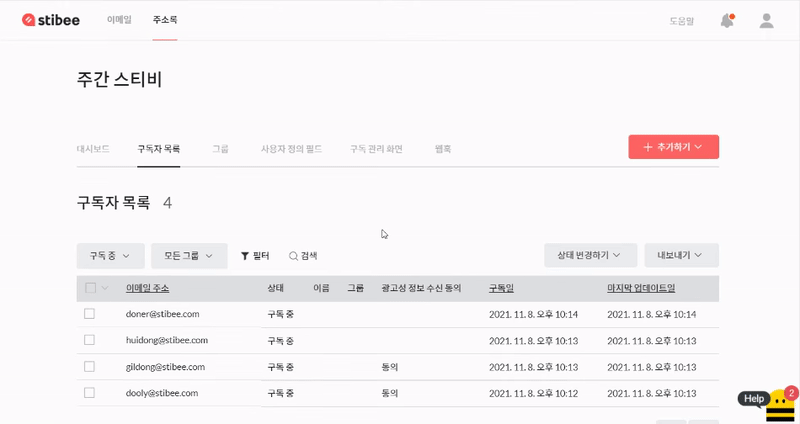 stibee 이메일 주소록 도움말
주간 스티비
대시보드 구독자 목록 그룹 사용자 정의 필드 구독 관리 화면 웹훅 + 추가하기
구독자 목록 4
구독 중 모든 그룹 필터 검색 상태 변경하기 내보내기
이메일 주소 상태 이름 그룹 광고성 정보 수신 동의 구독일 마지막 업데이트일
doner@stibee.com 구독 중 2021. 11. 8. 오후 10:14 2021. 11. 8. 오후 10:14
huidong@stibee.com 구독 중 2021. 11. 8. 오후 10:13 2021. 11. 8. 오후 10:13
gildong@stibee.com 구독 중 동의 2021. 11. 8. 오후 10:13 2021. 11. 8. 오후 10:13
dooly@stibee.com 구독 중 동의 2021. 11. 8. 오후 10:12 2021. 11. 8. 오후 10:13
Help 2